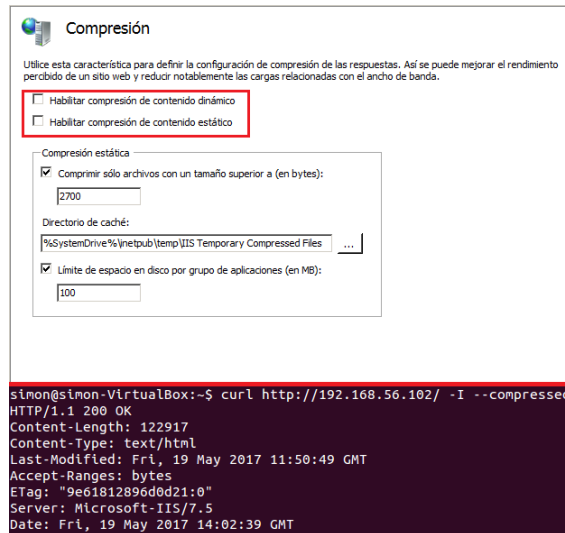 Compresión
Utilice esta característica para definir la configuración de compresión de las respuestas. Así se puede mejorar el rendimiento
percibido de un sitio web y reducir notablemente las cargas relacionadas con el ancho de banda.
Habilitar compresión de contenido dinámico
Habilitar compresión de contenido estático
Compresión estática
Comprimir sólo archivos con un tamaño superior a (en bytes):
2700
Directorio de caché:
%SystemDrive%\inetpub\temp\IIS Temporary Compressed Files ...
Límite de espacio en disco por grupo de aplicaciones (en MB):
100
simon@simon-VirtualBox:~$ curl http://192.168.56.102/ -I --compressed
HTTP/1.1 200 OK
Content-Length: 122917
Content-Type: text/html
Last-Modified: Fri, 19 May 2017 11:50:49 GMT
Accept-Ranges: bytes
ETag: "9e61812896d0d21:0"
Server: Microsoft-IIS/7.5
Date: Fri, 19 May 2017 14:02:39 GMT